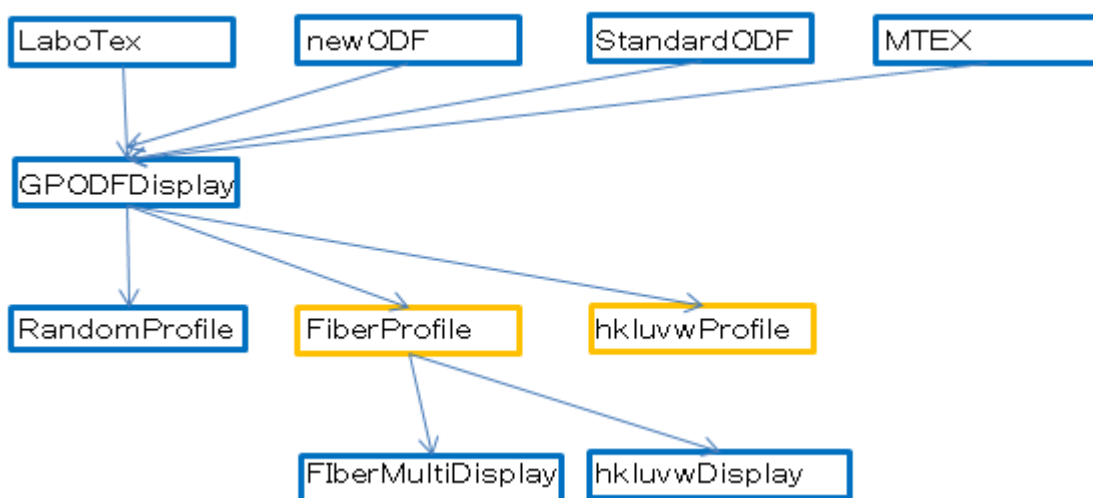 LaboTex
newODF
StandardODF
MTEX
GPODFDisplay
RandomProfile
FiberProfile
hkluvwProfile
FIberMultiDisplay
hkluvwDisplay